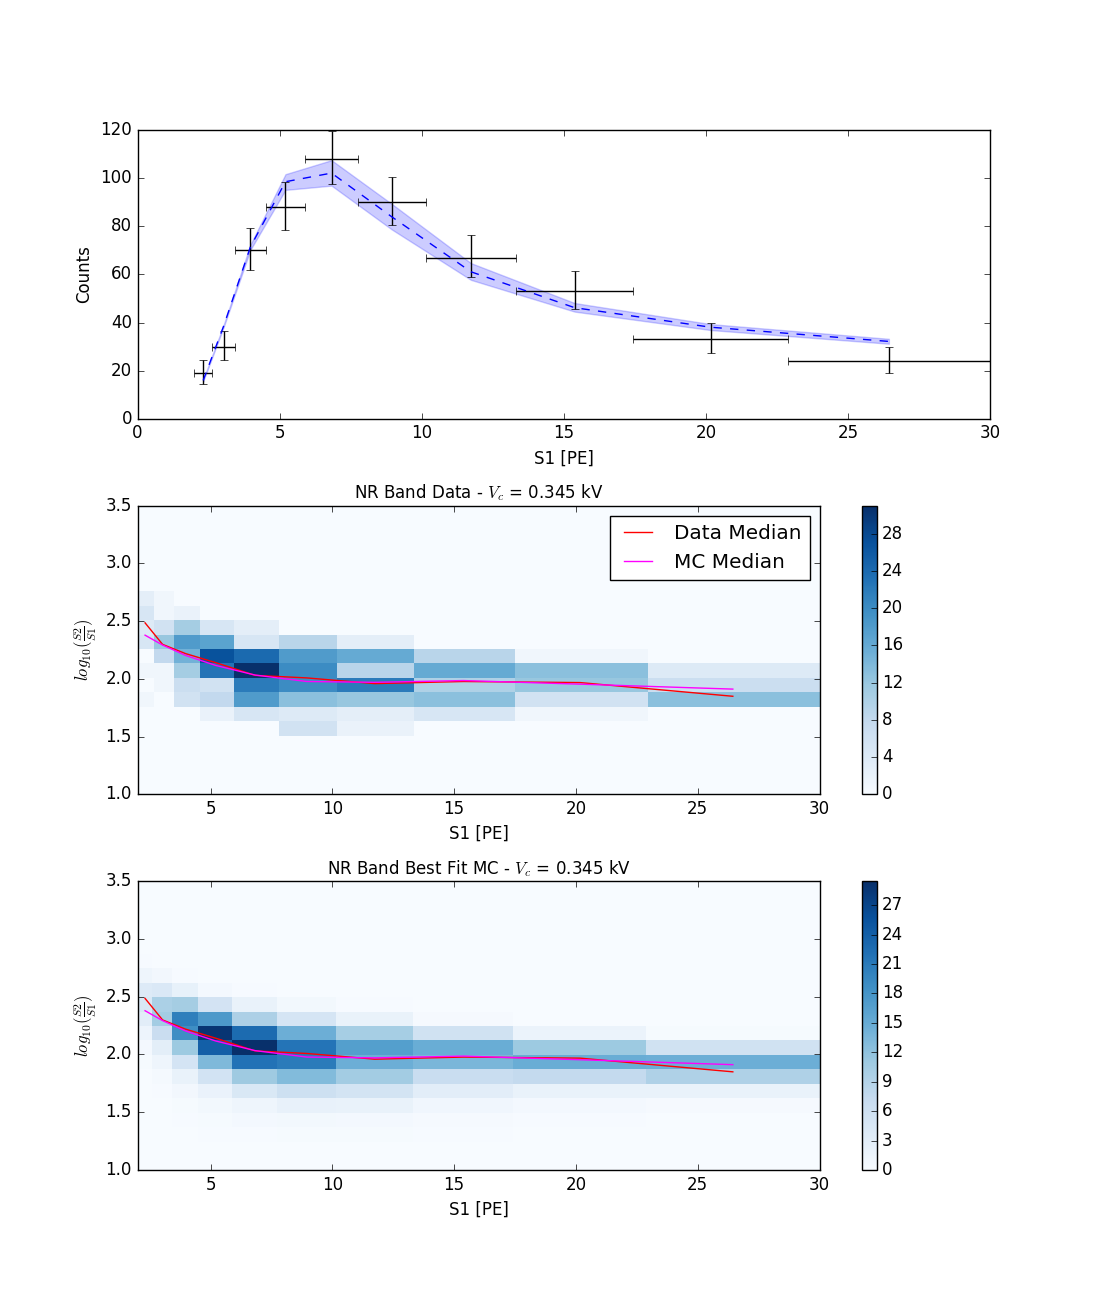 120
100
80
60
40
20
0
Counts
0 5 10 15 20 25 30
S1 [PE]
NR Band Data - V_c = 0.345 kV
3.5
3.0
2.5
2.0
1.5
1.0
log_10(S2/S1)
Data Median
MC Median
5 10 15 20 25 30
S1 [PE]
28
24
20
16
12
8
4
0
NR Band Best Fit MC - V_c = 0.345 kV
3.5
3.0
2.5
2.0
1.5
1.0
log_10(S2/S1)
5 10 15 20 25 30
S1 [PE]
27
24
21
18
15
12
9
6
3
0